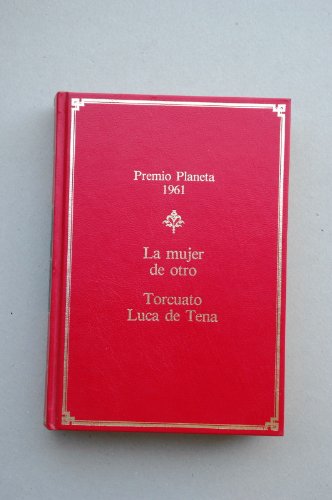 Premio Planeta
1961
La mujer
de otro
Torcuato
Luca de Tena